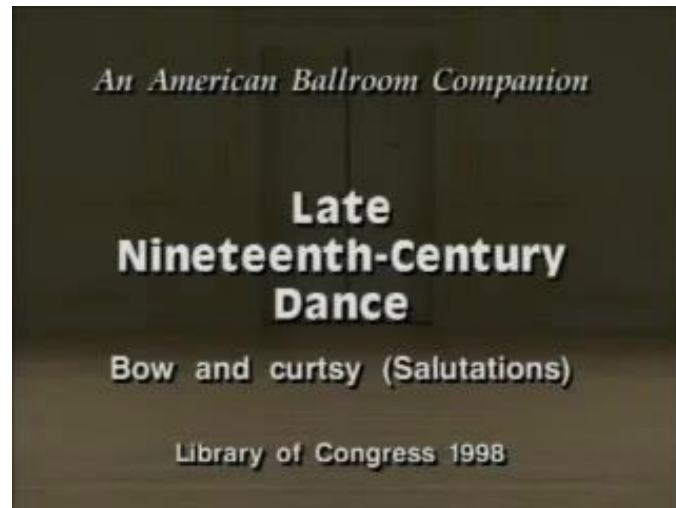 An American Ballroom Companion
Late
Nineteenth-Century
Dance
Bow and curtsy (Salutations)
Library of Congress 1998